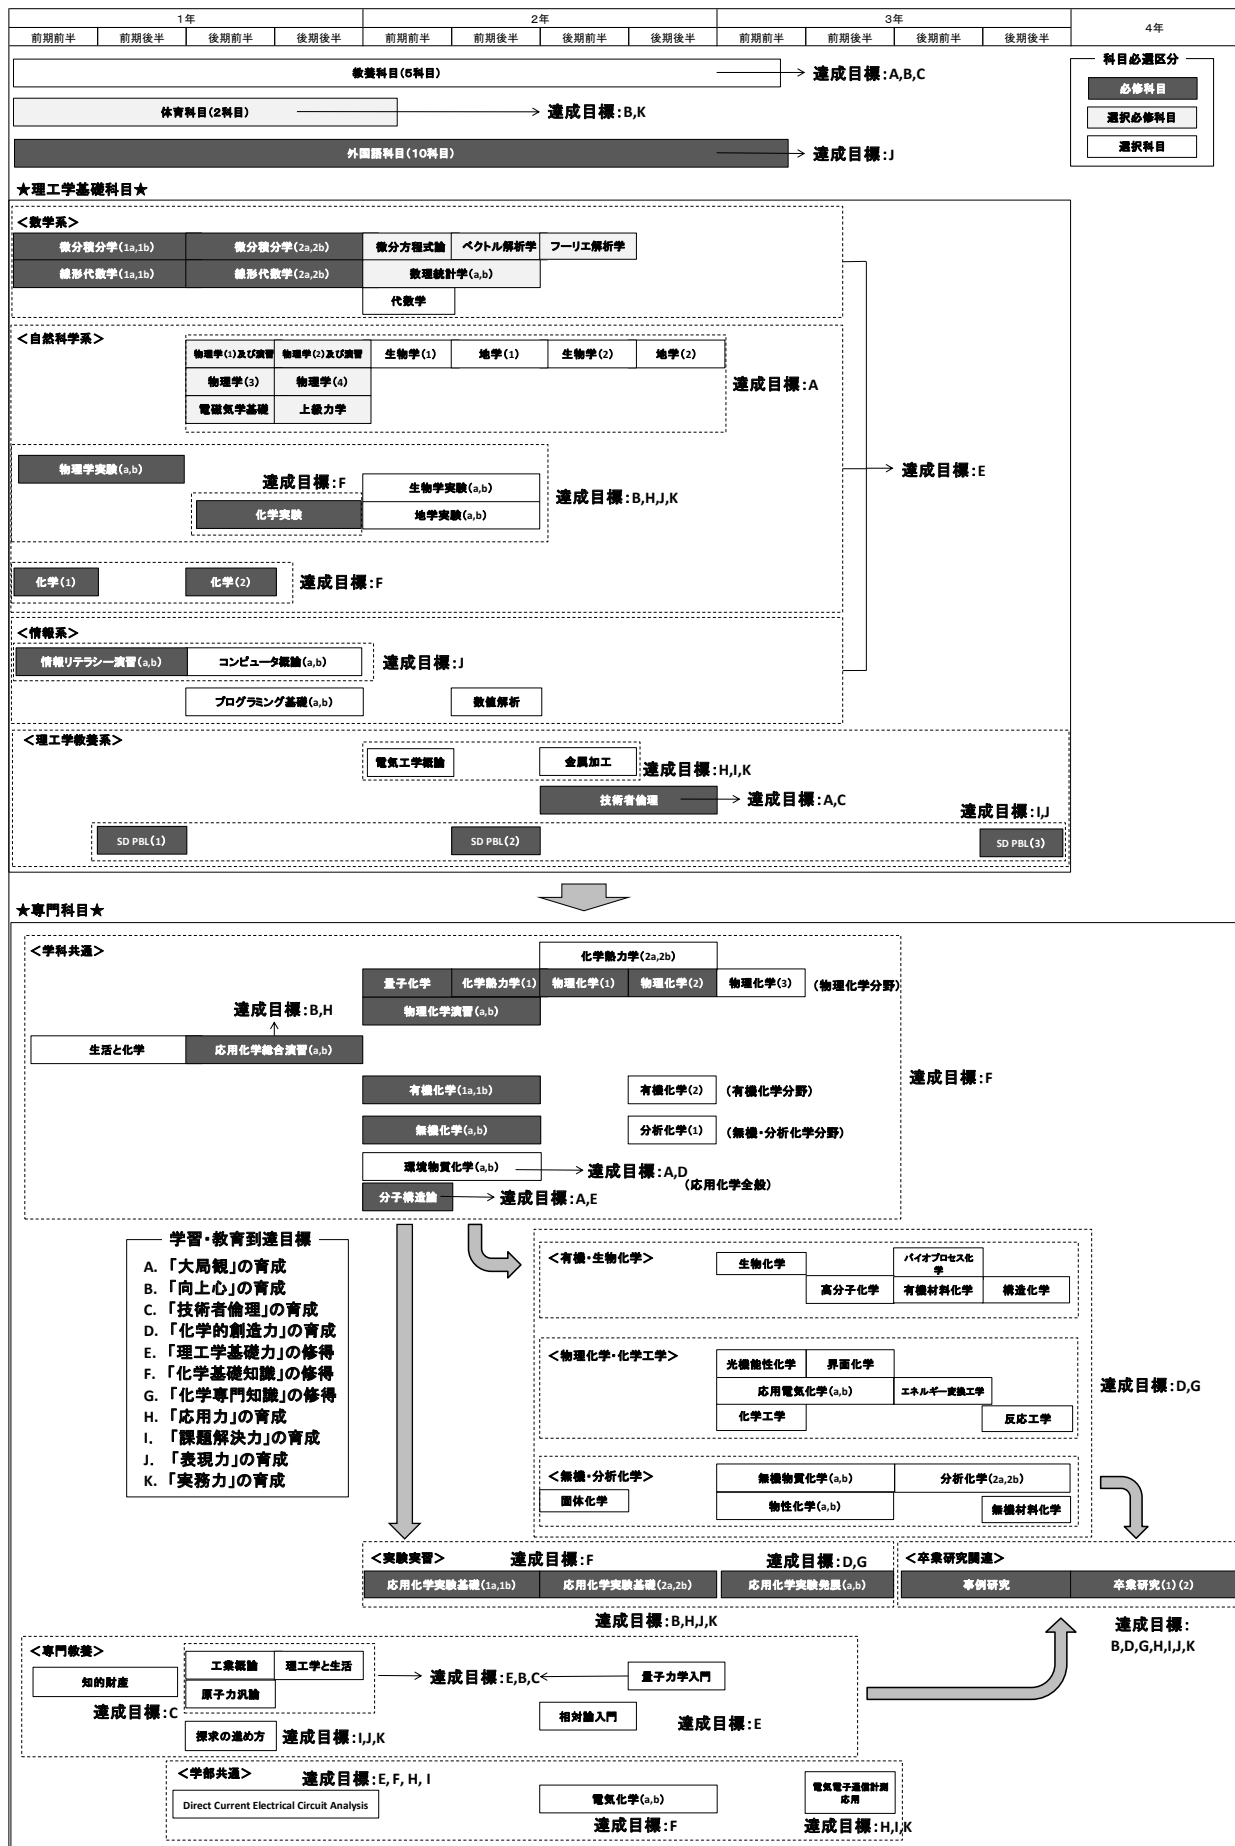 1年 2年 3年 4年
前期前半 前期後半 後期前半 後期後半 前期前半 前期後半 後期前半 後期後半 前期前半 前期後半 後期前半 後期後半
教養科目(5科目) 達成目標:A,B,C
体育科目(2科目) 達成目標:B,K
外国語科目(10科目) 達成目標:J
科目必選区分
必修科目
選択必修科目
選択科目
★理工学基礎科目★
<数学系>
微分積分学(1a,1b) 微分積分学(2a,2b) 微分方程式論 ベクトル解析学 フーリエ解析学
線形代数学(1a,1b) 線形代数学(2a,2b) 数理統計学(a,b)
代数学
<自然科学系>
物理学(1)及び演習 物理学(2)及び演習 生物学(1) 地学(1) 生物学(2) 地学(2)
物理学(3) 物理学(4) 達成目標:A
電磁気学基礎 上級力学
物理学実験(a,b) 達成目標:E
達成目標:F 生物学実験(a,b) 達成目標:B,H,J,K
化学実験 地学実験(a,b)
化学(1) 化学(2) 達成目標:F
<情報系>
情報リテラシー演習(a,b) コンピュータ概論(a,b) 達成目標:J
プログラミング基礎(a,b) 数値解析
<理工学教養系>
電気工学概論 金属加工 達成目標:H,I,K
技術者倫理 達成目標:A,C
達成目標:I,J
SD PBL(1) SD PBL(2) SD PBL(3)
★専門科目★
<学科共通>
化学熱力学(2a,2b)
量子化学 化学熱力学(1) 物理化学(1) 物理化学(2) 物理化学(3) (物理化学分野)
達成目標:B,H 物理化学演習(a,b)
生活と化学 応用化学総合演習(a,b)
達成目標:F
有機化学(1a,1b) 有機化学(2) (有機化学分野)
無機化学(a,b) 分析化学(1) (無機・分析化学分野)
環境物質化学(a,b) 達成目標:A,D
(応用化学全般)
分子構造論 達成目標:A,E
学習・教育到達目標
A. 「大局観」の育成
B. 「向上心」の育成
C. 「技術者倫理」の育成
D. 「化学的創造力」の育成
E. 「理工学基礎力」の修得
F. 「化学基礎知識」の修得
G. 「化学専門知識」の修得
H. 「応用力」の育成
I. 「課題解決力」の育成
J. 「表現力」の育成
K. 「実務力」の育成
<有機・生物化学>
生物化学 バイオプロセス化
学
高分子化学 有機材料化学 構造化学
<物理化学・化学工学>
光機能性化学 界面化学
応用電気化学(a,b) エネルギー変換工学
化学工学 反応工学
達成目標:D,G
<無機・分析化学>
無機物質化学(a,b) 分析化学(2a,2b)
固体化学 物性化学(a,b) 無機材料化学
<実験実習> 達成目標:F 達成目標:D,G <卒業研究関連>
応用化学実験基礎(1a,1b) 応用化学実験基礎(2a,2b) 応用化学実験発展(a,b) 事例研究 卒業研究(1)(2)
達成目標:B,H,J,K
達成目標:
B,D,G,H,I,J,K
<専門教養>
工業概論 理工学と生活
知的財産 達成目標:E,B,C 量子力学入門
原子力汎論
達成目標:C 相対論入門 達成目標:E
探求の進め方 達成目標:I,J,K
<学部共通> 達成目標:E, F, H, I
Direct Current Electrical Circuit Analysis 電気化学(a,b) 電気電子通信計測
応用
達成目標:F 達成目標:H,I,K